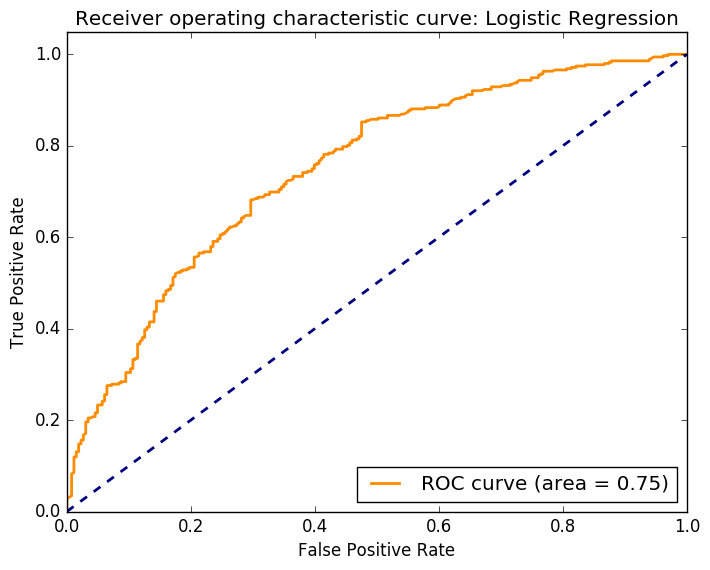 Receiver operating characteristic curve: Logistic Regression
1.0
0.8
0.6
0.4
0.2
0.0
True Positive Rate
ROC curve (area = 0.75)
0.0 0.2 0.4 0.6 0.8 1.0
False Positive Rate